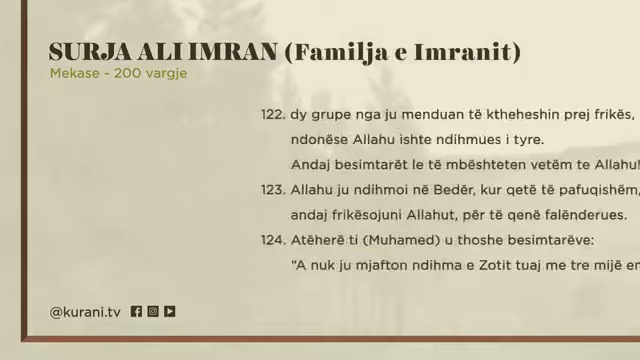 SURJA ALI IMRAN (Familja e Imranit)
Mekase - 200 vargje
122. dy grupe nga ju menduan të ktheheshin prej frikës,
ndonëse Allahu ishte ndihmues i tyre.
Andaj besimtarët le të mbështeten vetëm te Allahu!
123. Allahu ju ndihmoi në Bedër, kur qetë të pafuqishëm,
andaj frikësojuni Allahut, për të qenë falënderues.
124. Atëherë ti (Muhamed) u thoshe besimtarëve:
"A nuk ju mjafton ndihma e Zotit tuaj me tre mijë
@kurani.tv